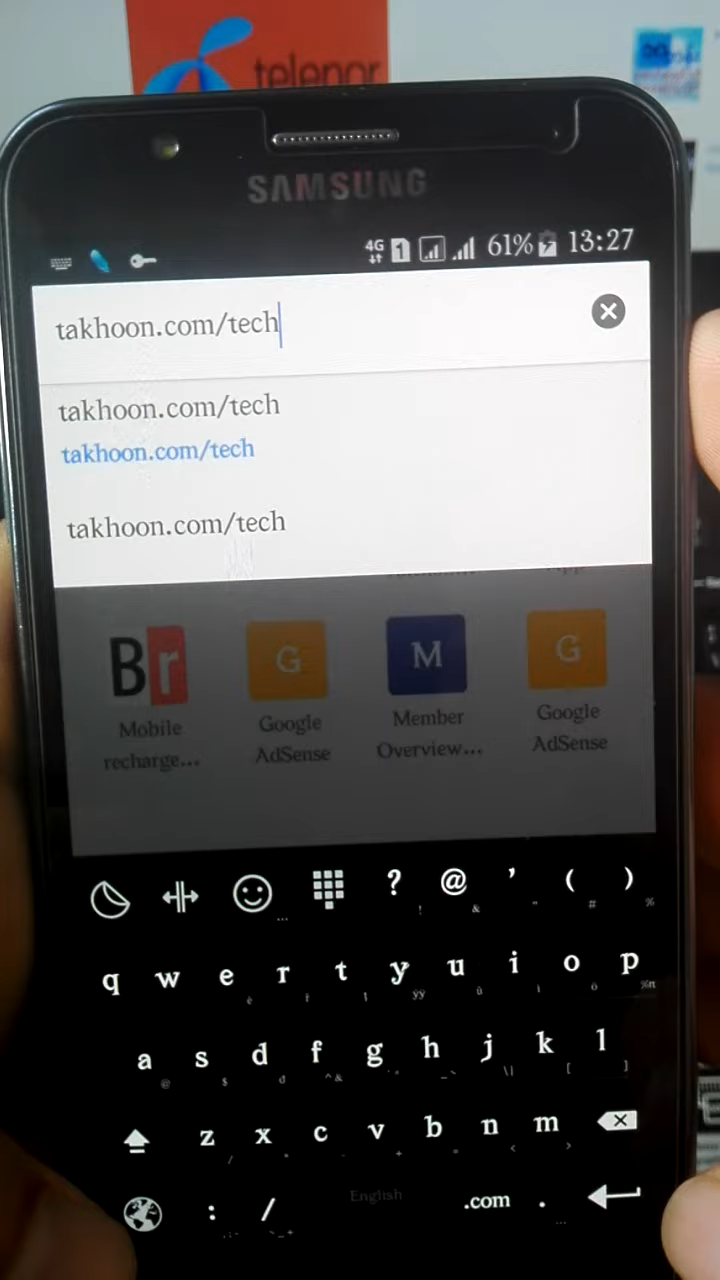 telenor
SAMSUNG
4G 1 61% 13:27
takhoon.com/tech
takhoon.com/tech
takhoon.com/tech
takhoon.com/tech
Br G M G
Mobile recharge...
Google AdSense
Member Overview...
Google AdSense
? @ ' ( )
! & " # %
q w e r t y u i o p
a s d f g h j k l
@ $
z x c v b n m
: / English .com .